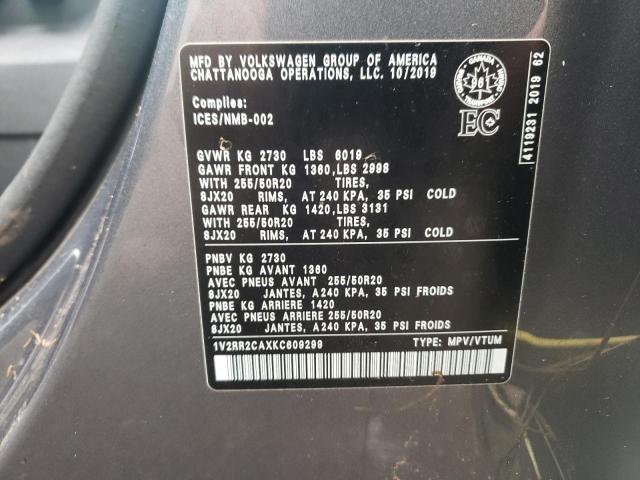 MFD BY VOLKSWAGEN GROUP OF AMERICA
CHATTANOOGA OPERATIONS, LLC. 10/2019
Complies:
ICES/NMB-002
CANADA
TRANSPORT
EC
4119231 2019 62
GVWR KG 2730 LBS 6019
GAWR FRONT KG 1360,LBS 2998
WITH 255/50R20 TIRES,
8JX20 RIMS, AT 240 KPA, 35 PSI COLD
GAWR REAR KG 1420,LBS 3131
WITH 255/50R20 TIRES,
8JX20 RIMS, AT 240 KPA, 35 PSI COLD
PNBV KG 2730
PNBE KG AVANT 1360
AVEC PNEUS AVANT 255/50R20
8JX20 JANTES, A 240 KPA, 35 PSI FROIDS
PNBE KG ARRIERE 1420
AVEC PNEUS ARRIERE 255/50R20
8JX20 JANTES, A 240 KPA, 35 PSI FROIDS
1V2RR2CAXKC609299 TYPE: MPV/VTUM